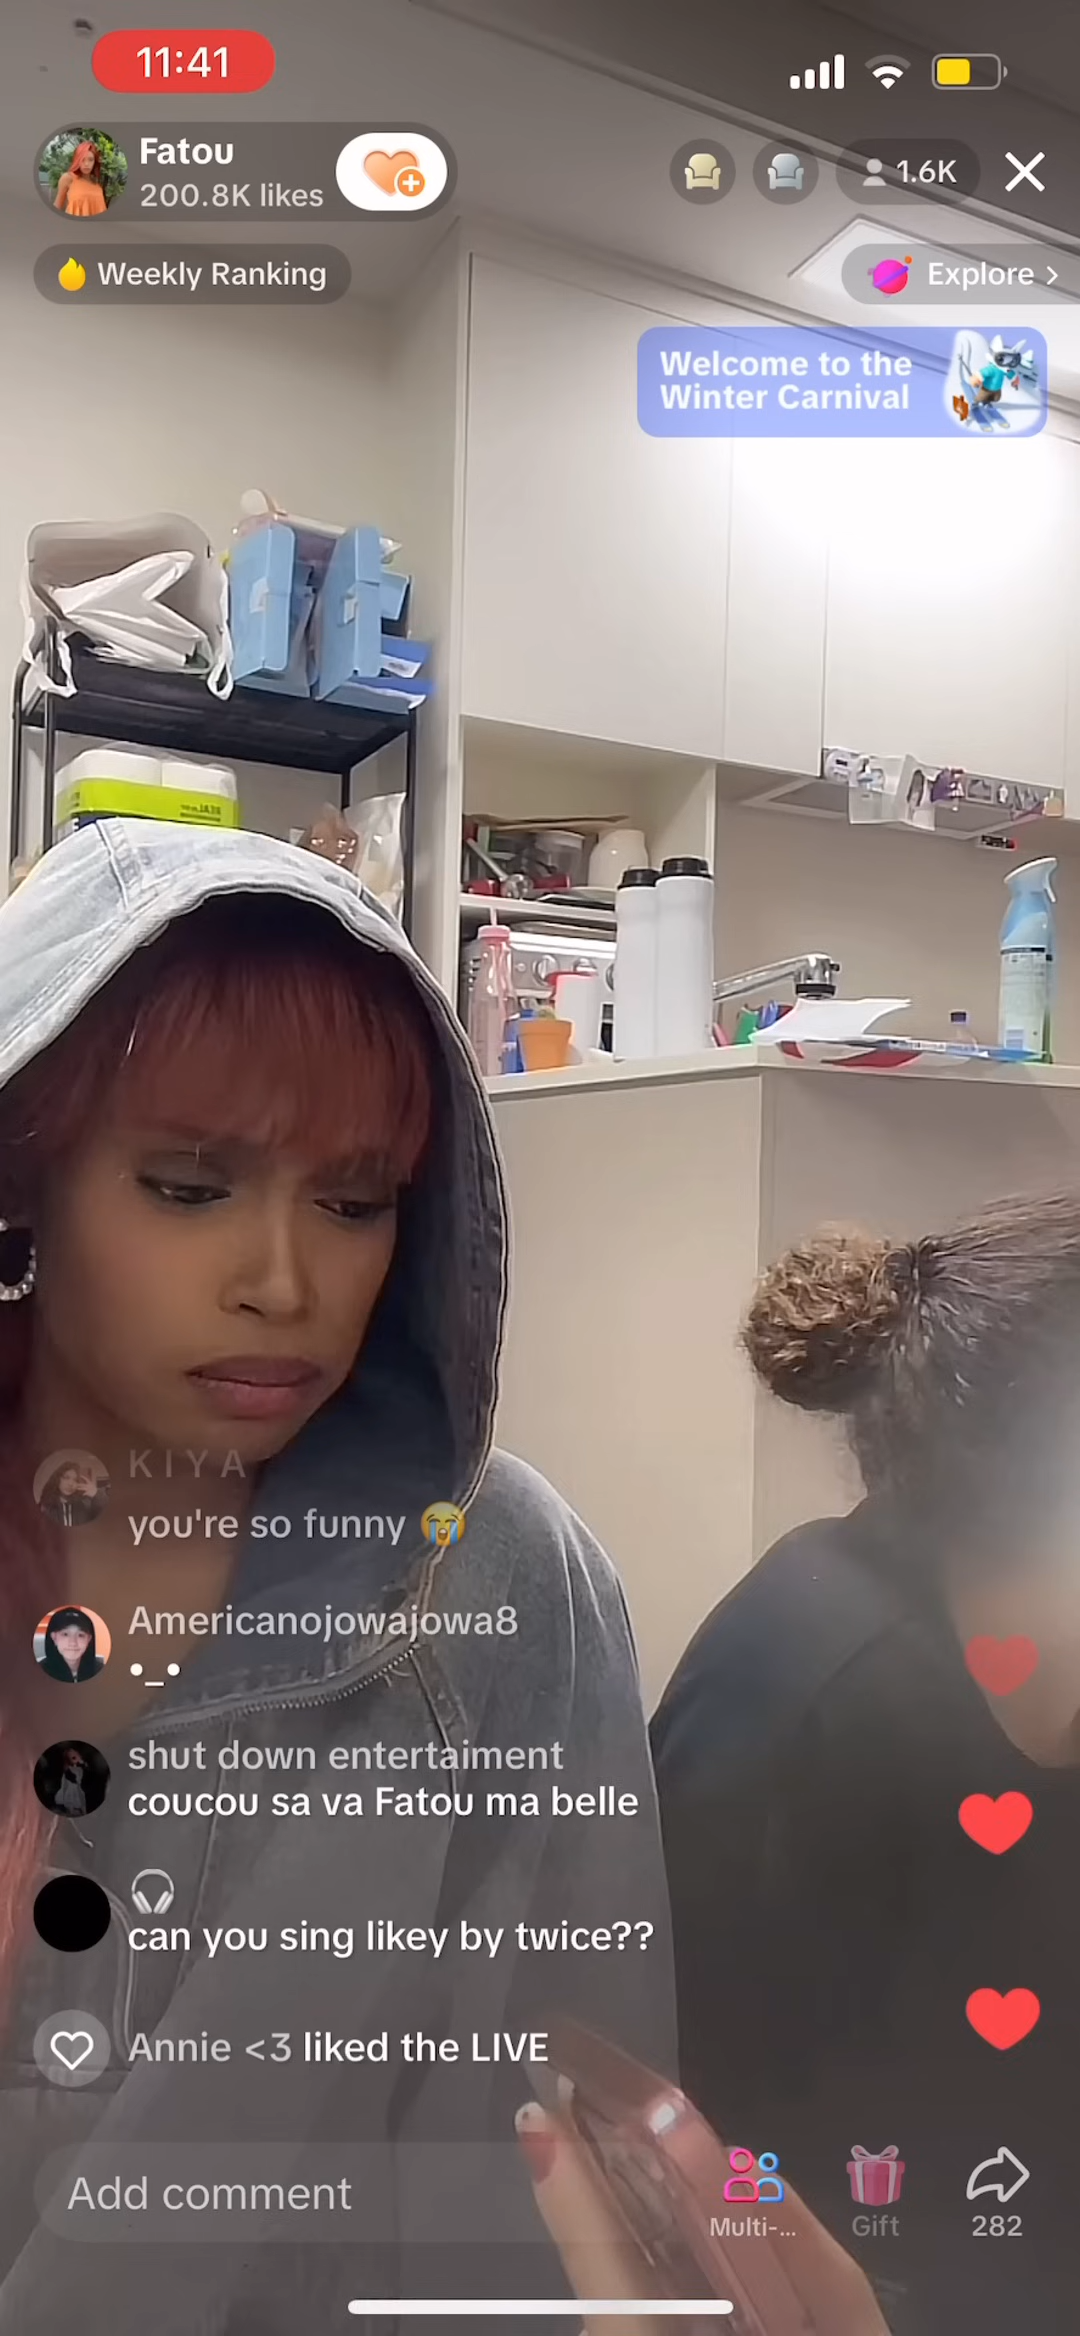 11:41
Fatou
200.8K likes
1.6K
Weekly Ranking
Explore >
Welcome to the
Winter Carnival
K I Y A
you're so funny 😭
Americanojowajowa8
•_•
shut down entertaiment
coucou sa va Fatou ma belle
🎧
can you sing likey by twice??
Annie <3 liked the LIVE
Add comment
Multi-...
Gift
282